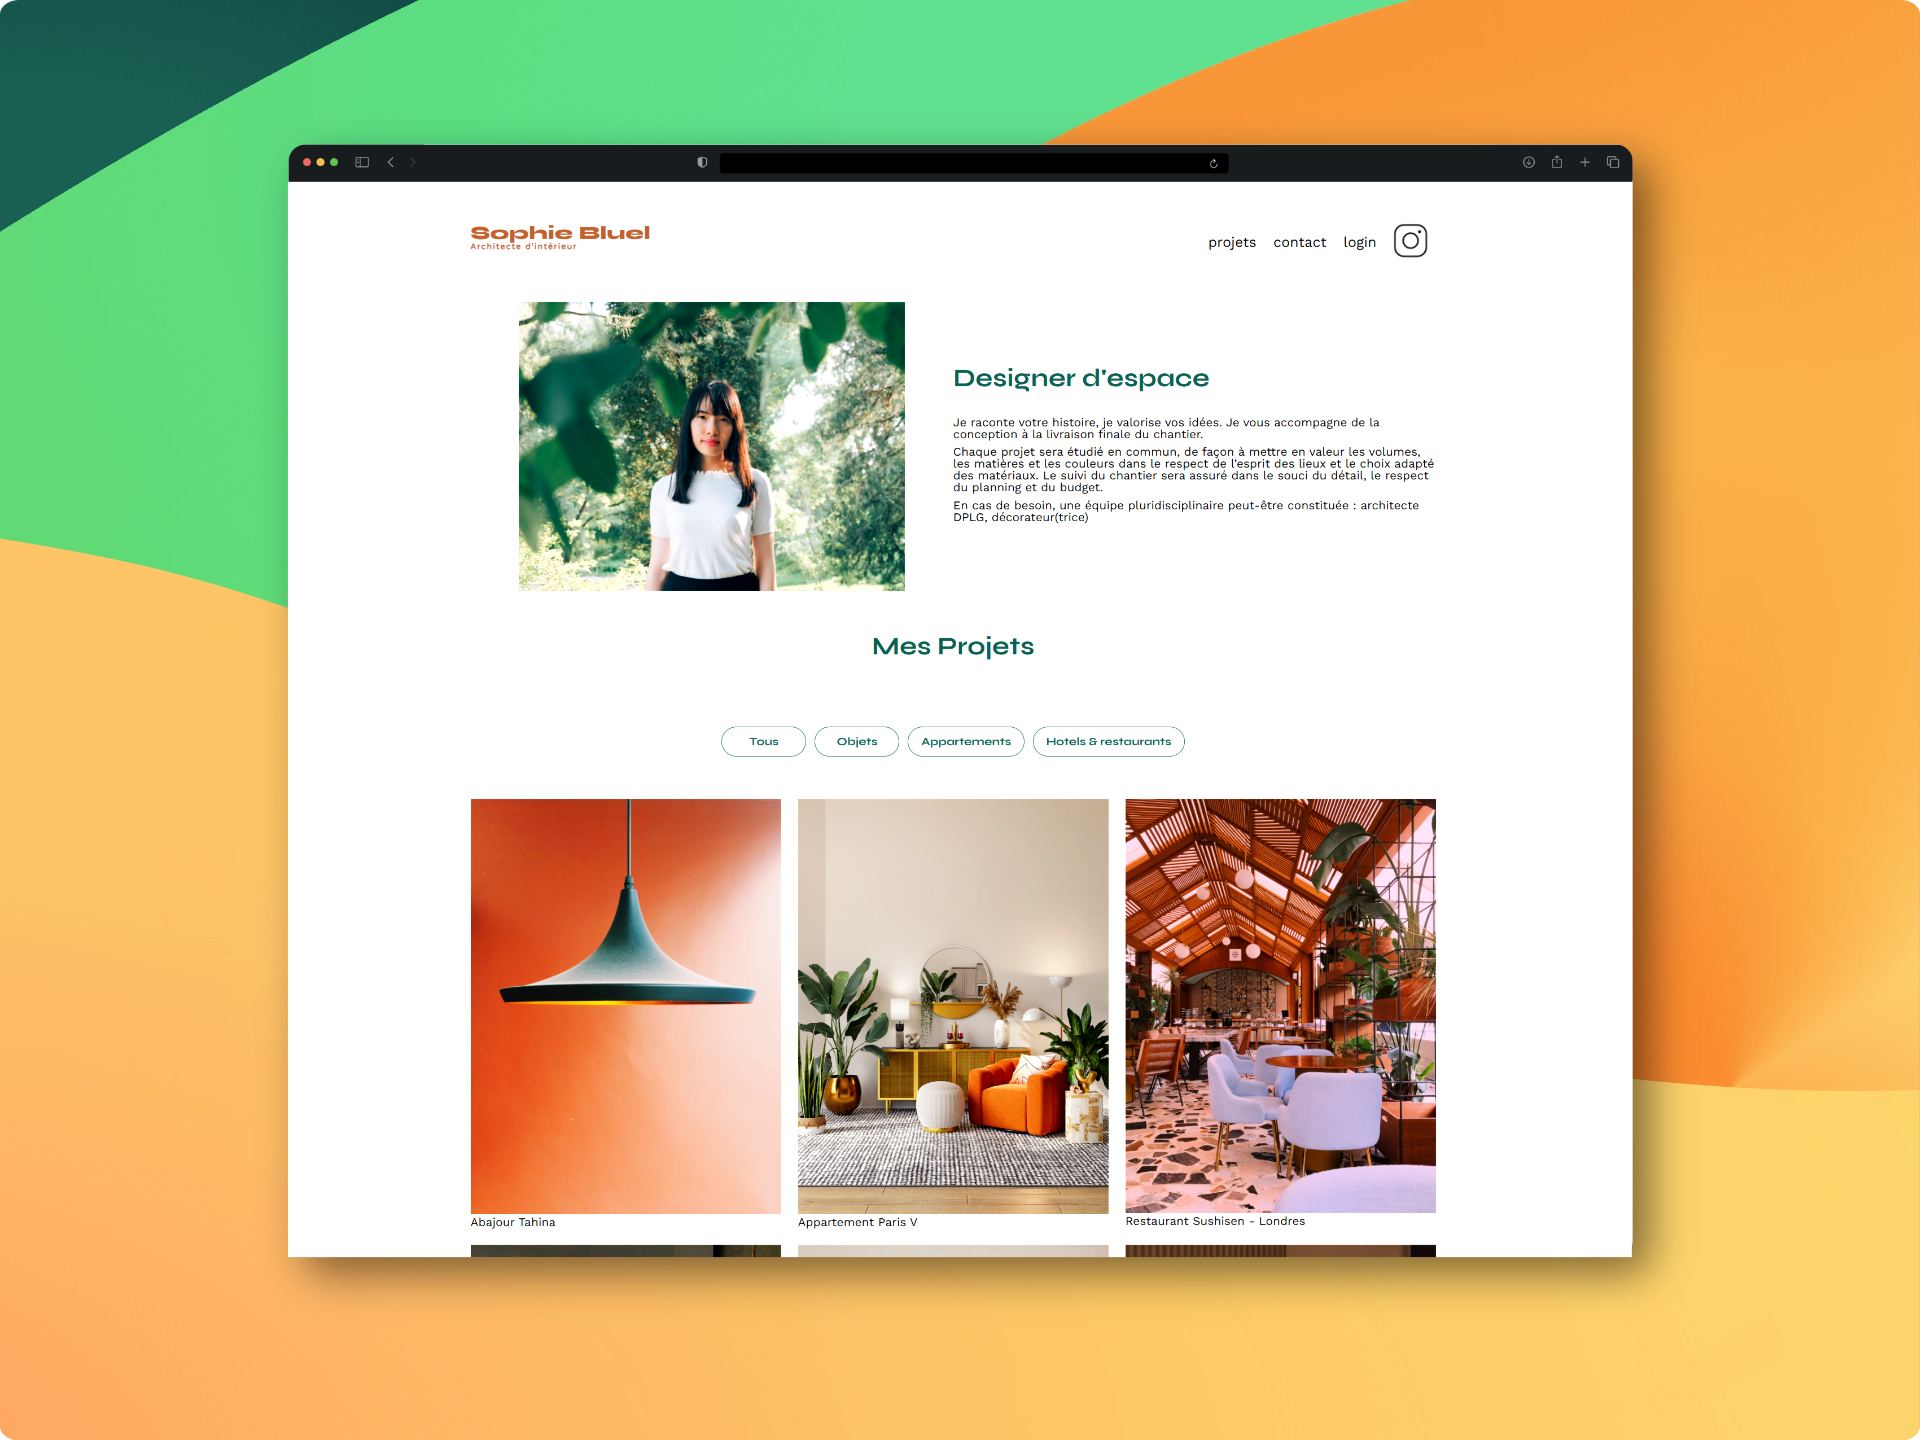 Sophie Bluel
Architecte d'intérieur
projets contact login
Designer d'espace
Je raconte votre histoire, je valorise vos idées. Je vous accompagne de la
conception à la livraison finale du chantier.
Chaque projet sera étudié en commun, de façon à mettre en valeur les volumes,
les matières et les couleurs dans le respect de l'esprit des lieux et le choix adapté
des matériaux. Le suivi du chantier sera assuré dans le souci du détail, le respect
du planning et du budget.
En cas de besoin, une équipe pluridisciplinaire peut-être constituée : architecte
DPLG, décorateur(trice)
Mes Projets
Tous Objets Appartements Hotels & restaurants
Abajour Tahina
Appartement Paris V
Restaurant Sushisen - Londres